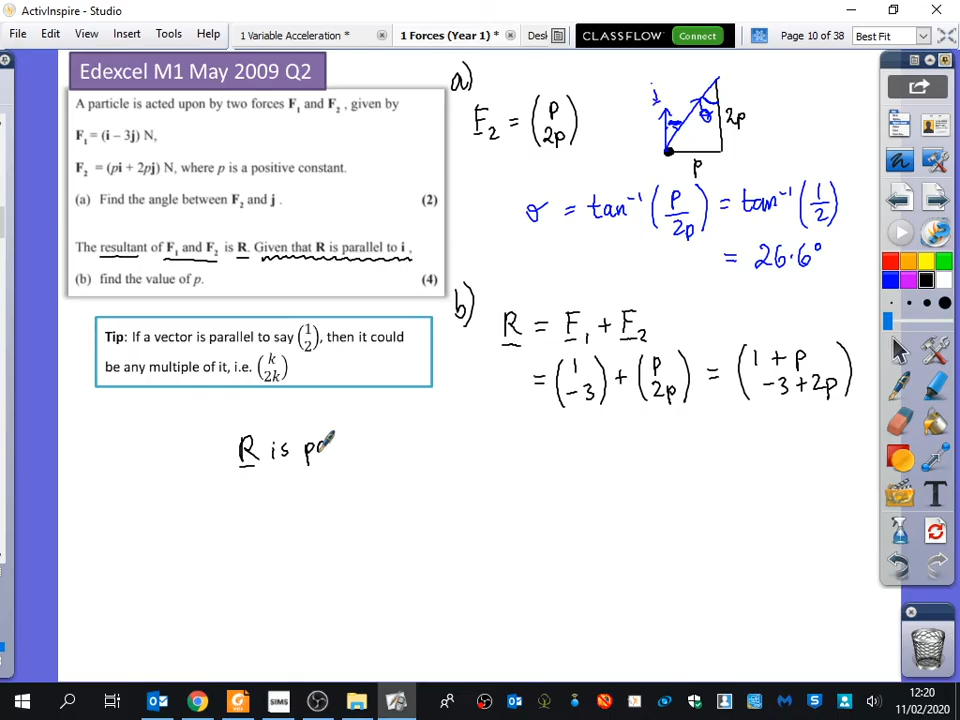 ActivInspire - Studio
File Edit View Insert Tools Help
1 Variable Acceleration *
1 Forces (Year 1) *
Desk
CLASSFLOW Connect
Page 10 of 38
Best Fit
Edexcel M1 May 2009 Q2
A particle is acted upon by two forces F₁ and F₂ , given by
F₁ = (i – 3j) N,
F₂ = (pi + 2pj) N, where p is a positive constant.
(a) Find the angle between F₂ and j . (2)
The resultant of F₁ and F₂ is R. Given that R is parallel to i ,
(b) find the value of p. (4)
Tip: If a vector is parallel to say (1 2), then it could
be any multiple of it, i.e. (k 2k)
R is pa
a)
F₂ = (p 2p)
j
θ
2p
p
θ = tan⁻¹ (p/2p) = tan⁻¹ (1/2)
= 26.6°
b)
R = F₁ + F₂
= (1 -3) + (p 2p) = (1 + p -3 + 2p)
T
SIMS
12:20
11/02/2020